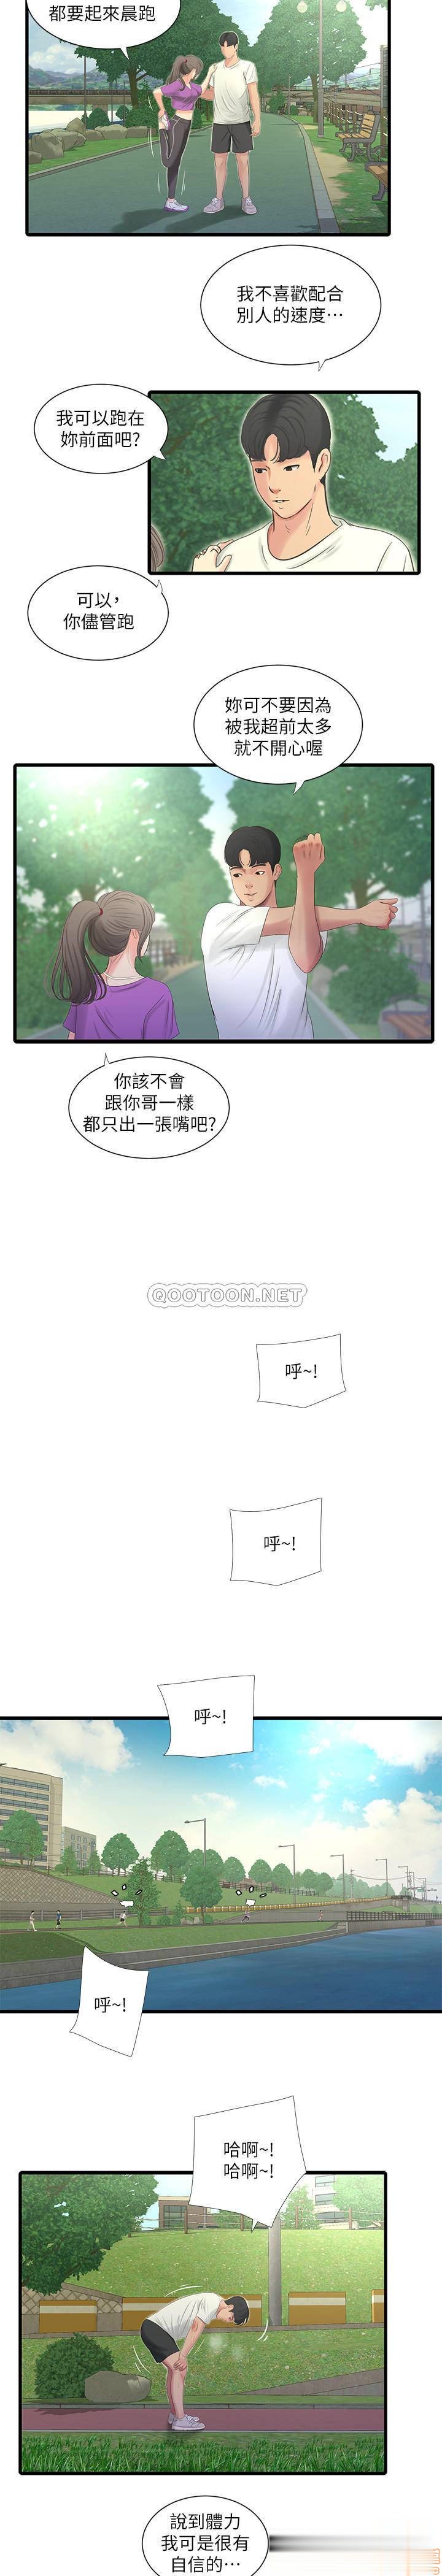 都要起來晨跑
我不喜歡配合
別人的速度…
我可以跑在
妳前面吧?
可以，
你儘管跑
妳可不要因為
被我超前太多
就不開心喔
你該不會
跟你哥一樣
都只出一張嘴吧?
QOOTOON.NET
呼~!
呼~!
呼~!
呼~!
哈啊~!
哈啊~!
說到體力
我可是很有
自信的…